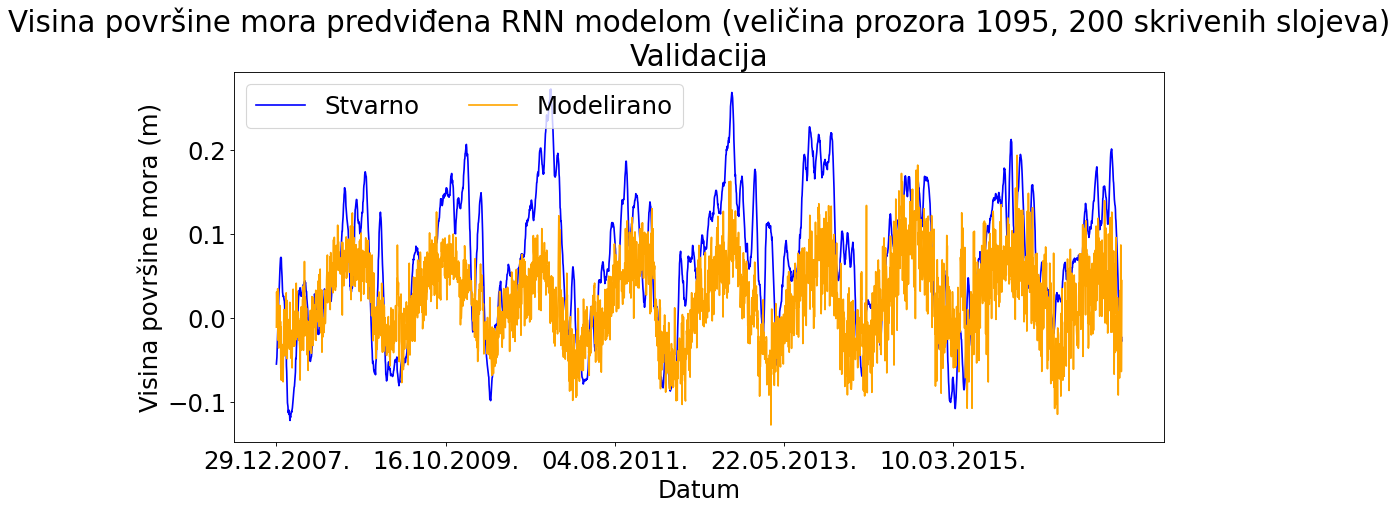 Visina površine mora predviđena RNN modelom (veličina prozora 1095, 200 skrivenih slojeva)
Validacija
Stvarno
Modelirano
Visina površine mora (m)
0.2
0.1
0.0
−0.1
29.12.2007.
16.10.2009.
04.08.2011.
22.05.2013.
10.03.2015.
Datum